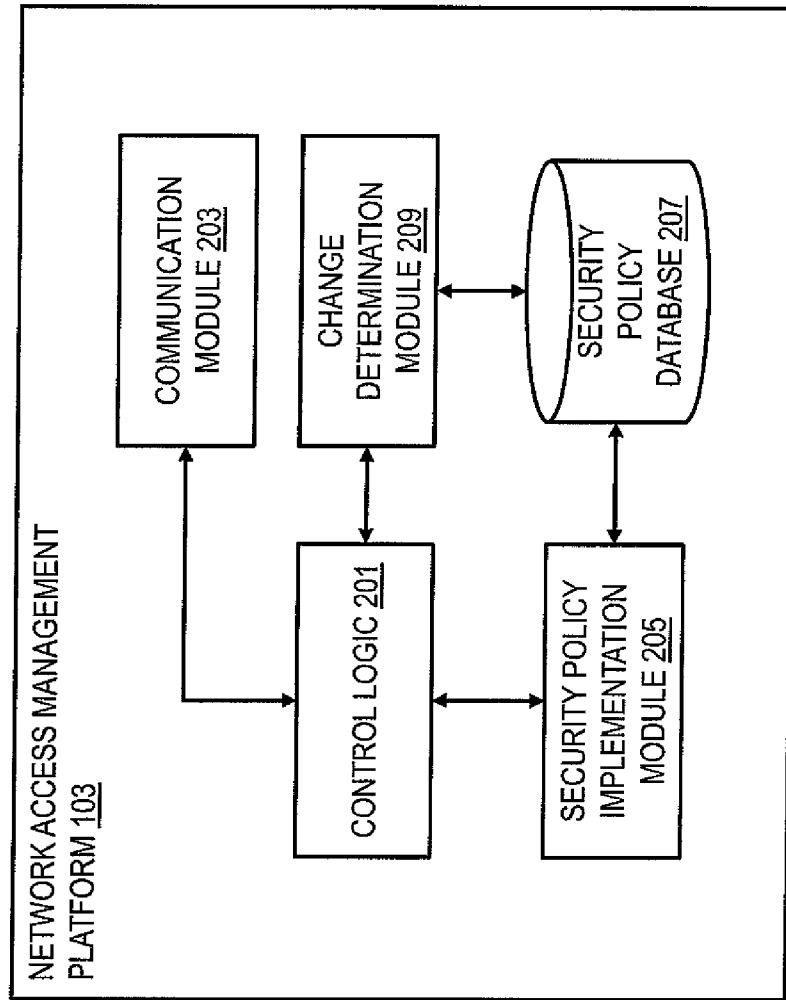 NETWORK ACCESS MANAGEMENT
PLATFORM 103
COMMUNICATION
MODULE 203
CONTROL LOGIC 201
CHANGE
DETERMINATION
MODULE 209
SECURITY POLICY
IMPLEMENTATION
MODULE 205
SECURITY
POLICY
DATABASE 207